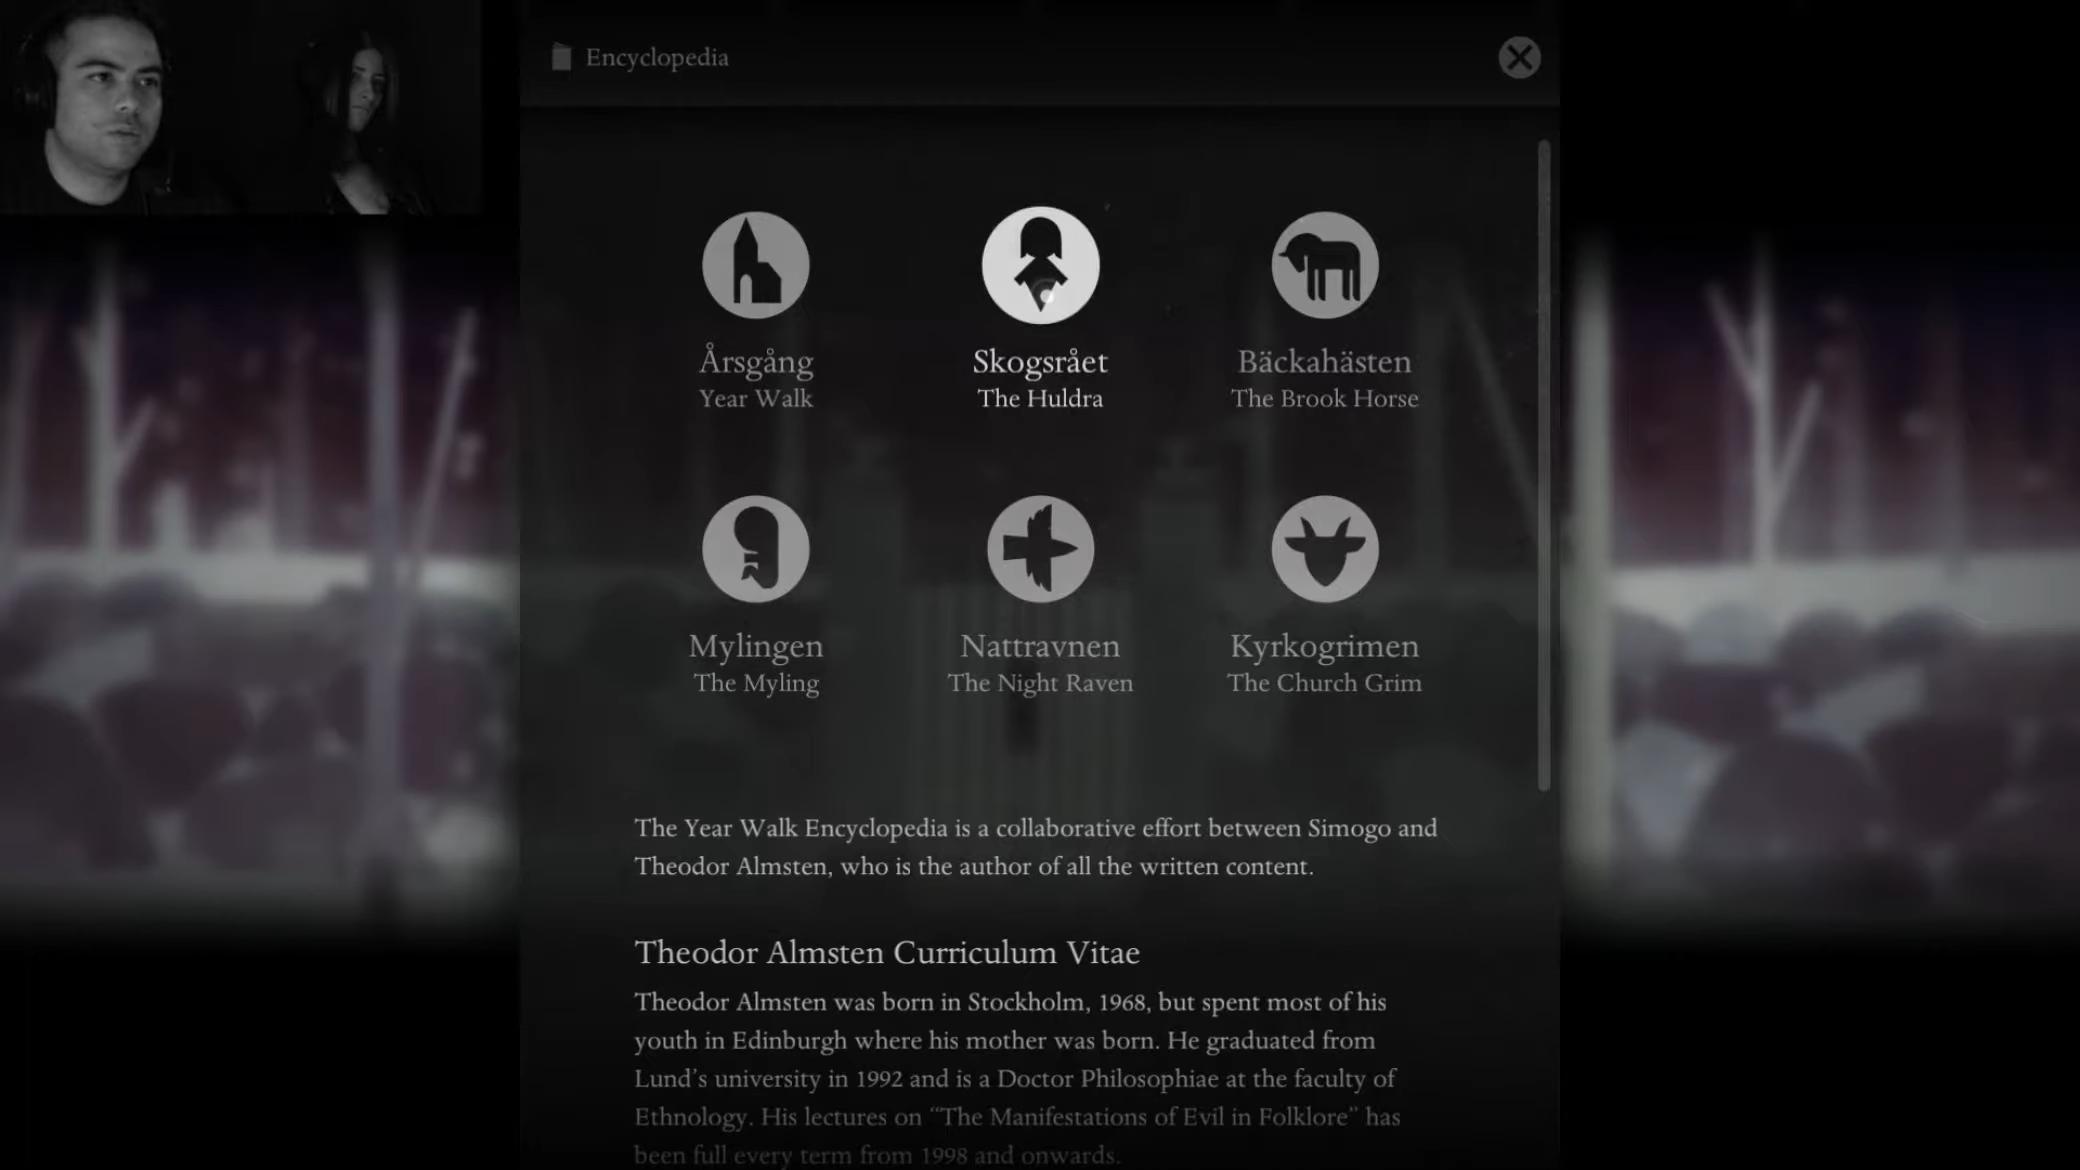 Encyclopedia
Årsgång
Year Walk
Skogsrået
The Huldra
Bäckahästen
The Brook Horse
Mylingen
The Myling
Nattravnen
The Night Raven
Kyrkogrimen
The Church Grim
The Year Walk Encyclopedia is a collaborative effort between Simogo and
Theodor Almsten, who is the author of all the written content.
Theodor Almsten Curriculum Vitae
Theodor Almsten was born in Stockholm, 1968, but spent most of his
youth in Edinburgh where his mother was born. He graduated from
Lund's university in 1992 and is a Doctor Philosophiae at the faculty of
Ethnology. His lectures on “The Manifestations of Evil in Folklore” has
been full every term from 1998 and onwards.